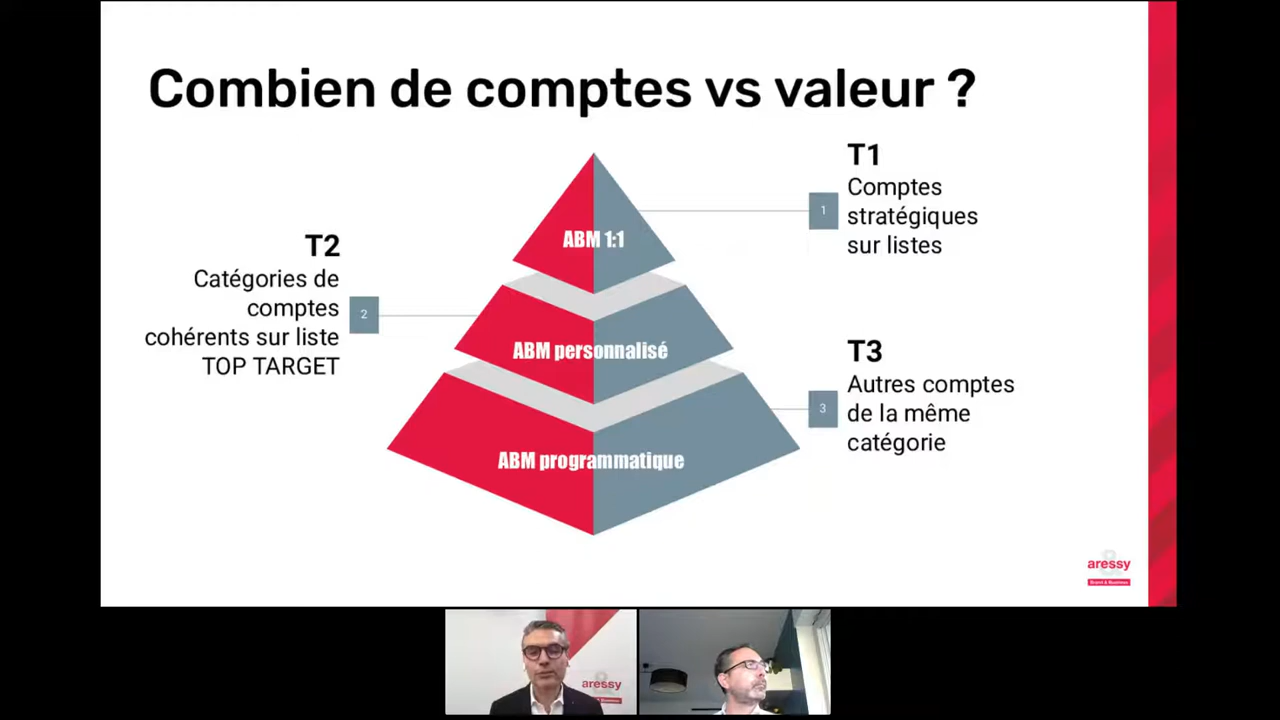 Combien de comptes vs valeur ?
T1
Comptes
stratégiques
sur listes
1
ABM 1:1
T2
Catégories de
comptes
cohérents sur liste
TOP TARGET
2
ABM personnalisé
T3
Autres comptes
de la même
catégorie
3
ABM programmatique
&
aressy
Brand & Business
aressy